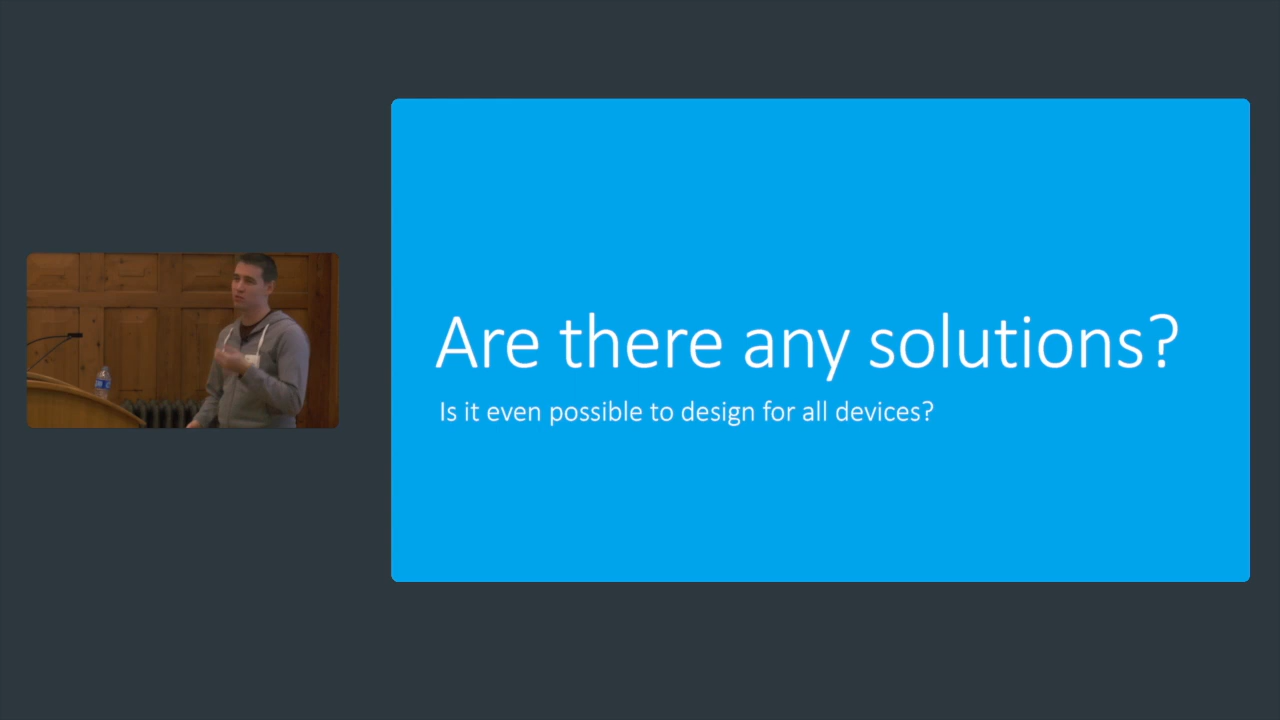 Are there any solutions?
Is it even possible to design for all devices?